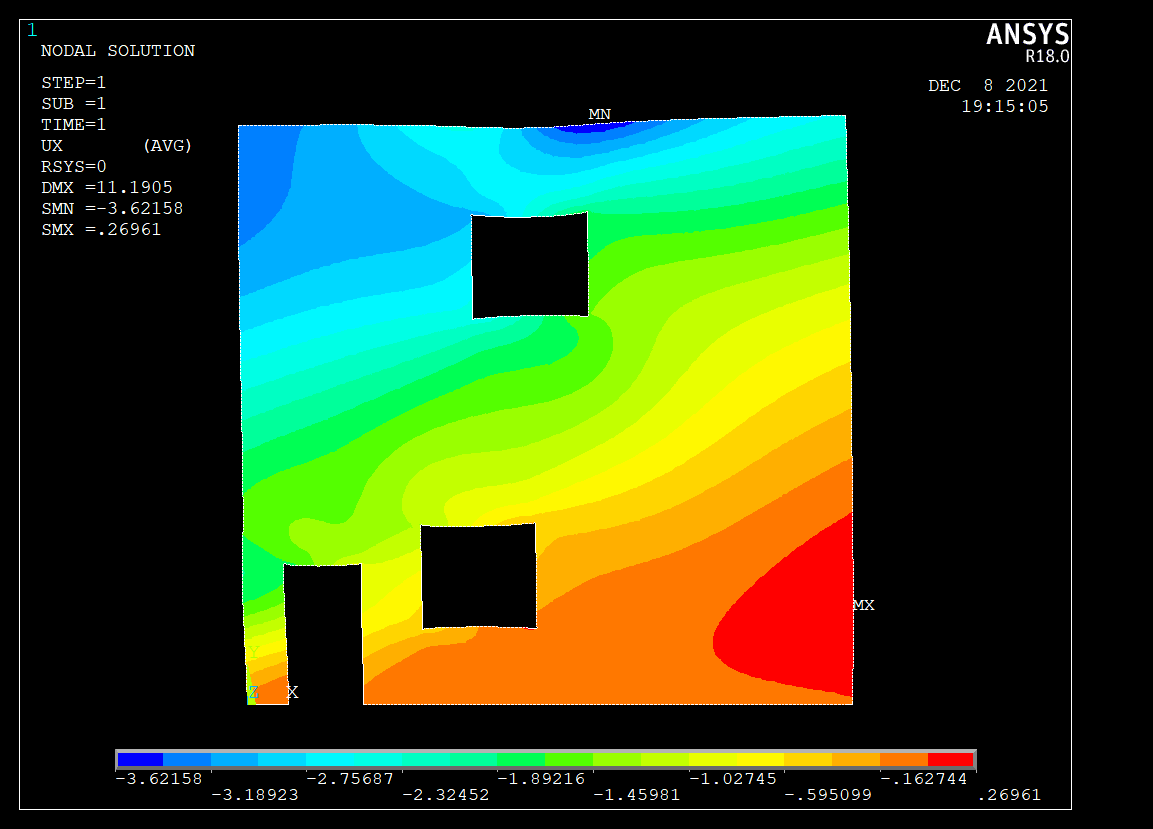 1
ANSYS
R18.0
NODAL SOLUTION
STEP=1
SUB =1
TIME=1
UX (AVG)
RSYS=0
DMX =11.1905
SMN =-3.62158
SMX =.26961
DEC 8 2021
19:15:05
MN
MX
Y
Z X
-3.62158 -2.75687 -1.89216 -1.02745 -.162744
-3.18923 -2.32452 -1.45981 -.595099 .26961